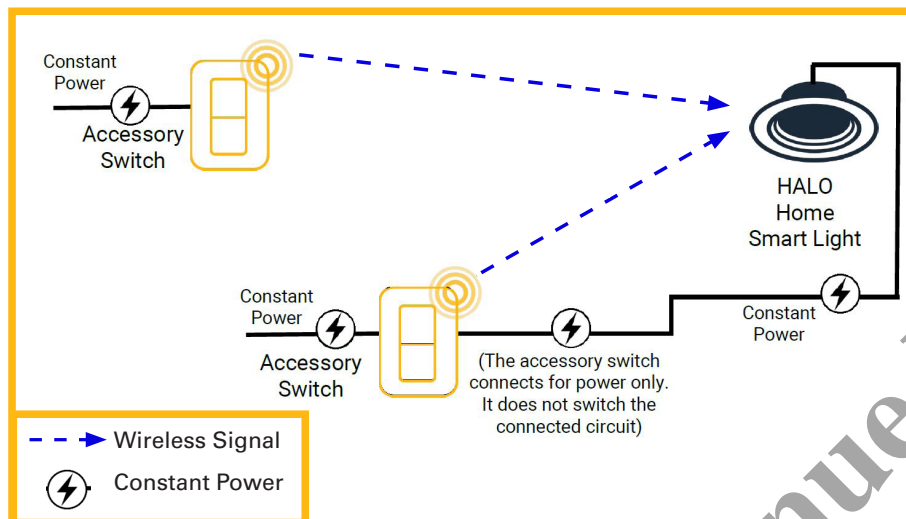 Constant
Power
Accessory
Switch
HALO
Home
Smart Light
Constant
Power
Accessory
Switch
(The accessory switch
connects for power only.
It does not switch the
connected circuit)
Constant
Power
Wireless Signal
Constant Power